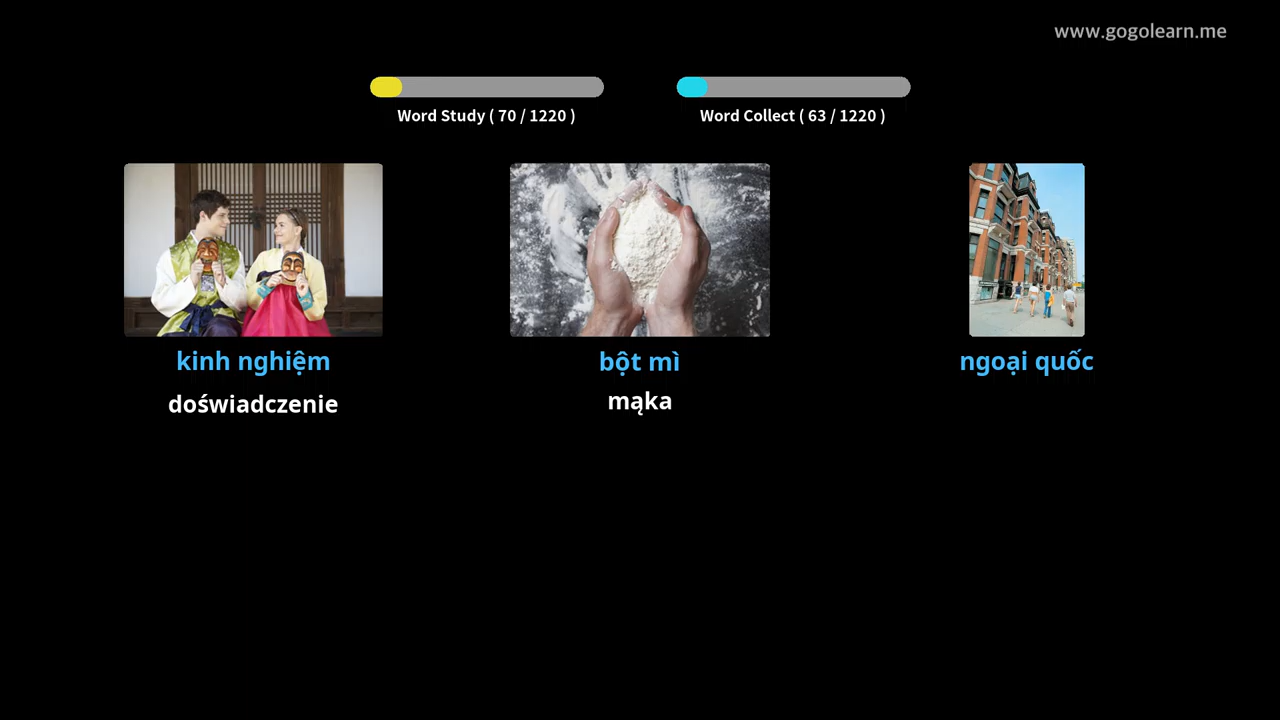 www.gogolearn.me
Word Study ( 70 / 1220 )
Word Collect ( 63 / 1220 )
kinh nghiệm
bột mì
ngoại quốc
doświadczenie
mąka